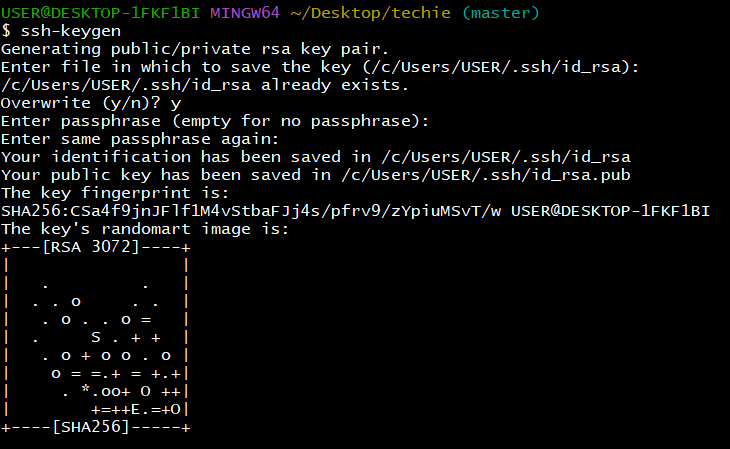 USER@DESKTOP-1FKF1BI MINGW64 ~/Desktop/techie (master)
$ ssh-keygen
Generating public/private rsa key pair.
Enter file in which to save the key (/c/Users/USER/.ssh/id_rsa):
/c/Users/USER/.ssh/id_rsa already exists.
Overwrite (y/n)? y
Enter passphrase (empty for no passphrase):
Enter same passphrase again:
Your identification has been saved in /c/Users/USER/.ssh/id_rsa
Your public key has been saved in /c/Users/USER/.ssh/id_rsa.pub
The key fingerprint is:
SHA256:CSa4f9jnJFlf1M4vStbaFJj4s/pfrv9/zYpiuMSvT/w USER@DESKTOP-1FKF1BI
The key's randomart image is:
+---[RSA 3072]----+
|                 |
|   .         .   |
|  . . o     . .  |
|   . o . . o =   |
|  .     S . + +  |
|   . o + o o . o |
|    o = =.+ = +.+|
|     . *.oo+ O ++|
|        +=++E.=+O|
+----[SHA256]-----+